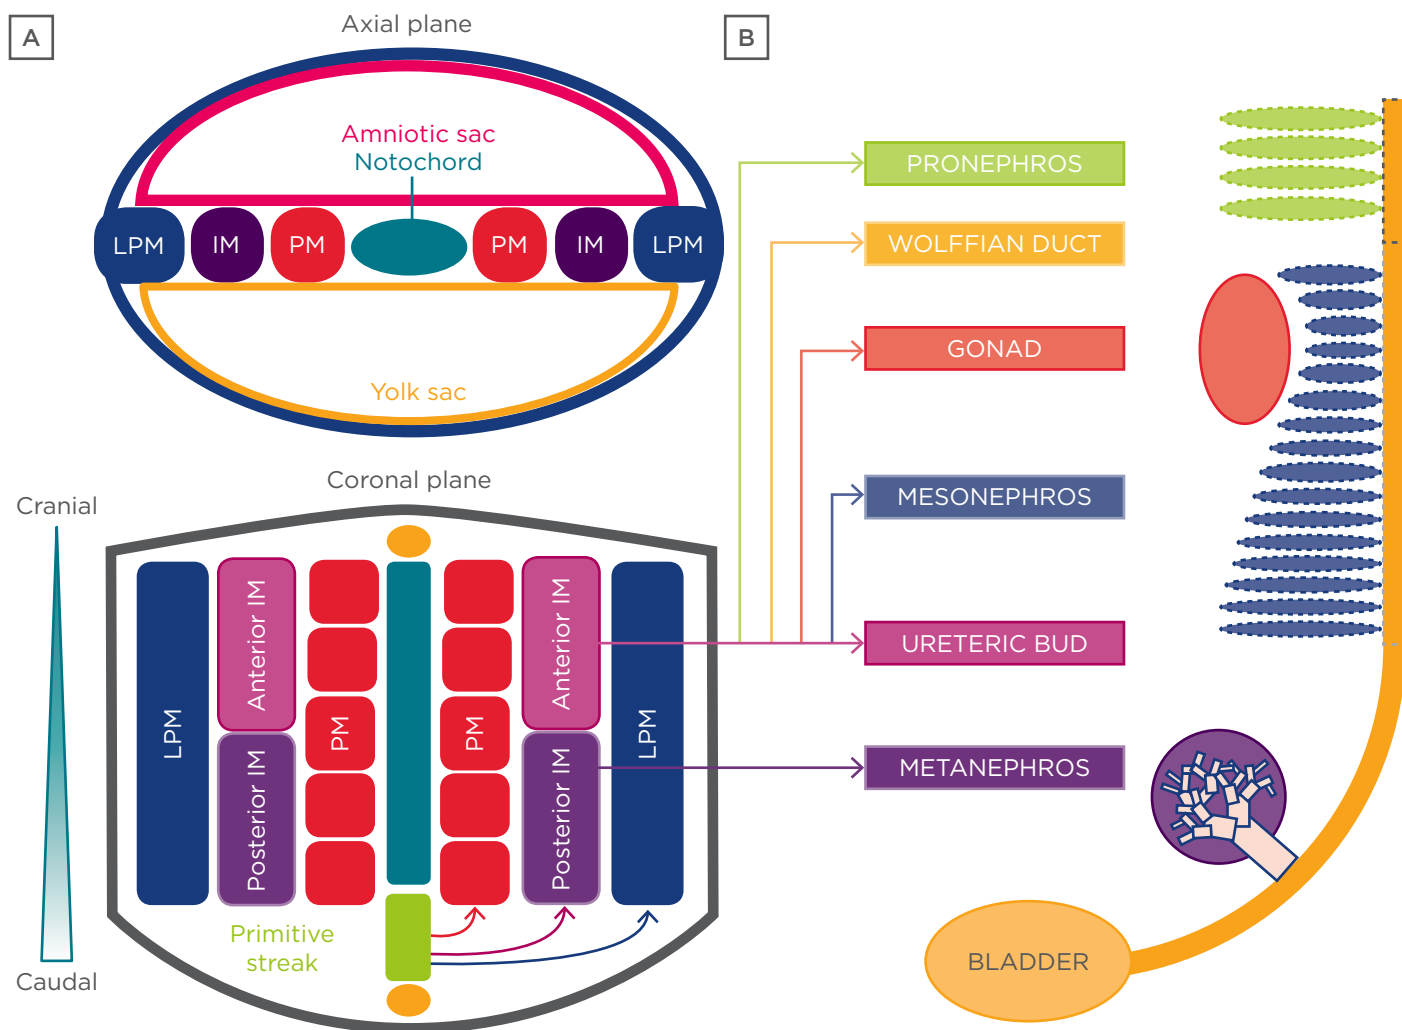 A
Axial plane
Amniotic sac
Notochord
LPM
IM
PM
PM
IM
LPM
Yolk sac
Coronal plane
Cranial
Caudal
LPM
Anterior IM
Posterior IM
PM
PM
Anterior IM
Posterior IM
LPM
Primitive
streak
B
PRONEPHROS
WOLFFIAN DUCT
GONAD
MESONEPHROS
URETERIC BUD
METANEPHROS
BLADDER